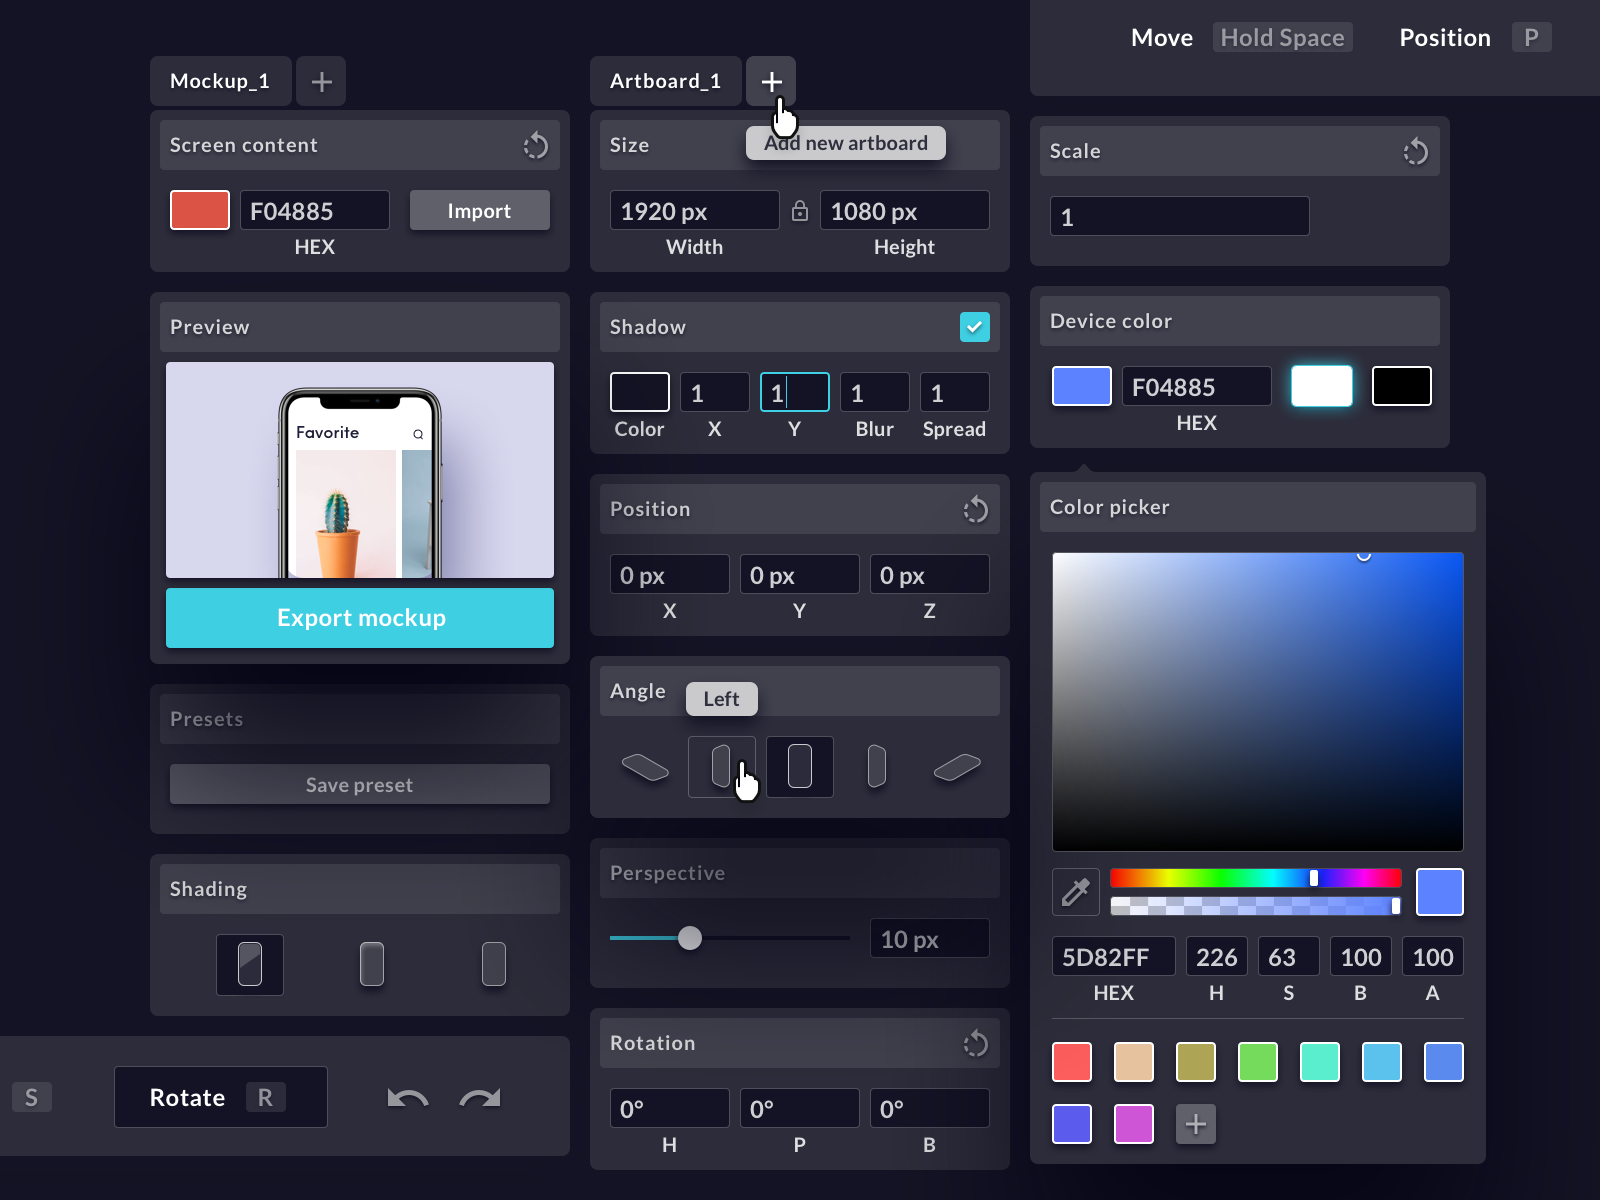 Move Hold Space Position P
Mockup_1
Screen content
F04885 Import
HEX
Preview
Favorite
Export mockup
Presets
Save preset
Shading
S Rotate R
Artboard_1
Add new artboard
Size
1920 px 1080 px
Width Height
Shadow
1 1 1 1
Color X Y Blur Spread
Position
0 px 0 px 0 px
X Y Z
Angle
Left
Perspective
10 px
Rotation
0° 0° 0°
H P B
Scale
1
Device color
F04885
HEX
Color picker
5D82FF 226 63 100 100
HEX H S B A